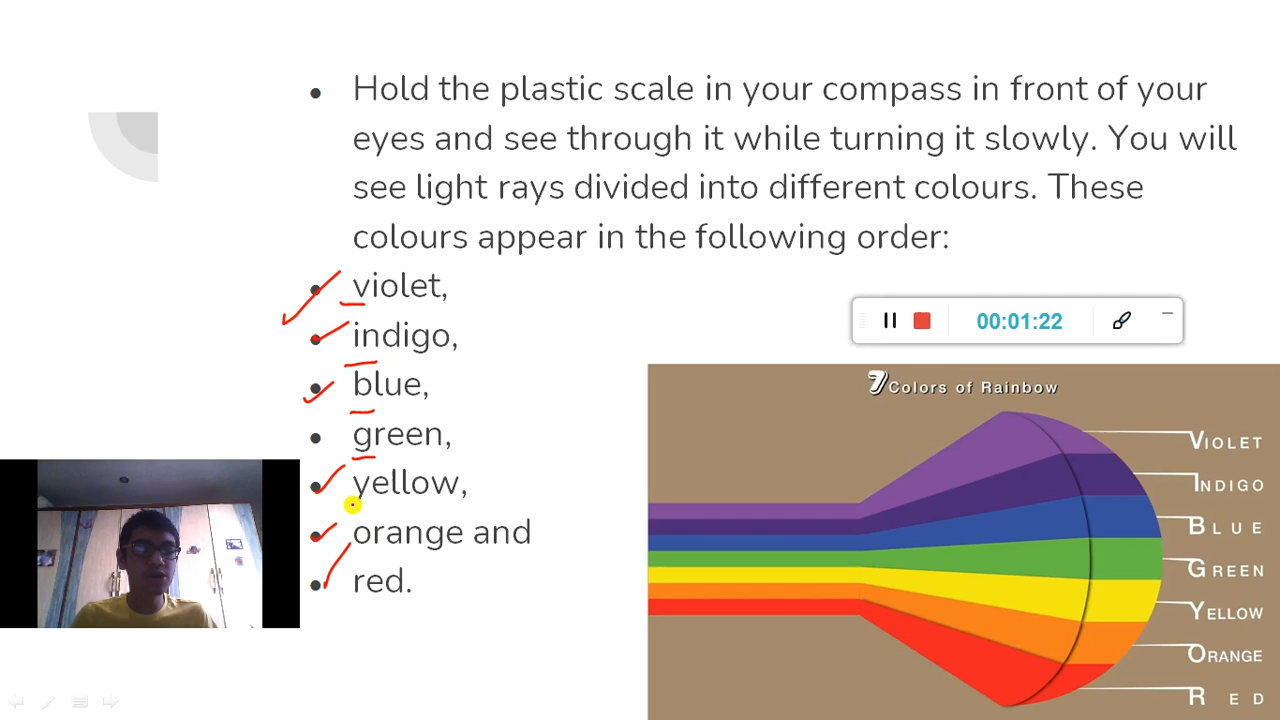 Hold the plastic scale in your compass in front of your
eyes and see through it while turning it slowly. You will
see light rays divided into different colours. These
colours appear in the following order:
violet,
indigo,
blue,
green,
yellow,
orange and
red.
00:01:22
7 Colors of Rainbow
VIOLET
INDIGO
BLUE
GREEN
YELLOW
ORANGE
RED